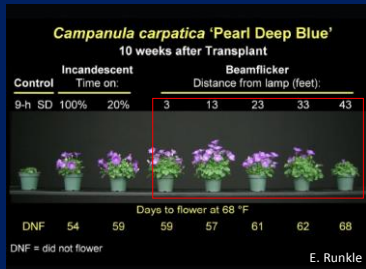 Campanula carpatica ‘Pearl Deep Blue’
10 weeks after Transplant
Incandescent Beamflicker
Control Time on: Distance from lamp (feet):
9-h SD 100% 20% 3 13 23 33 43
Days to flower at 68 °F
DNF 54 59 59 57 61 62 68
DNF = did not flower
E. Runkle